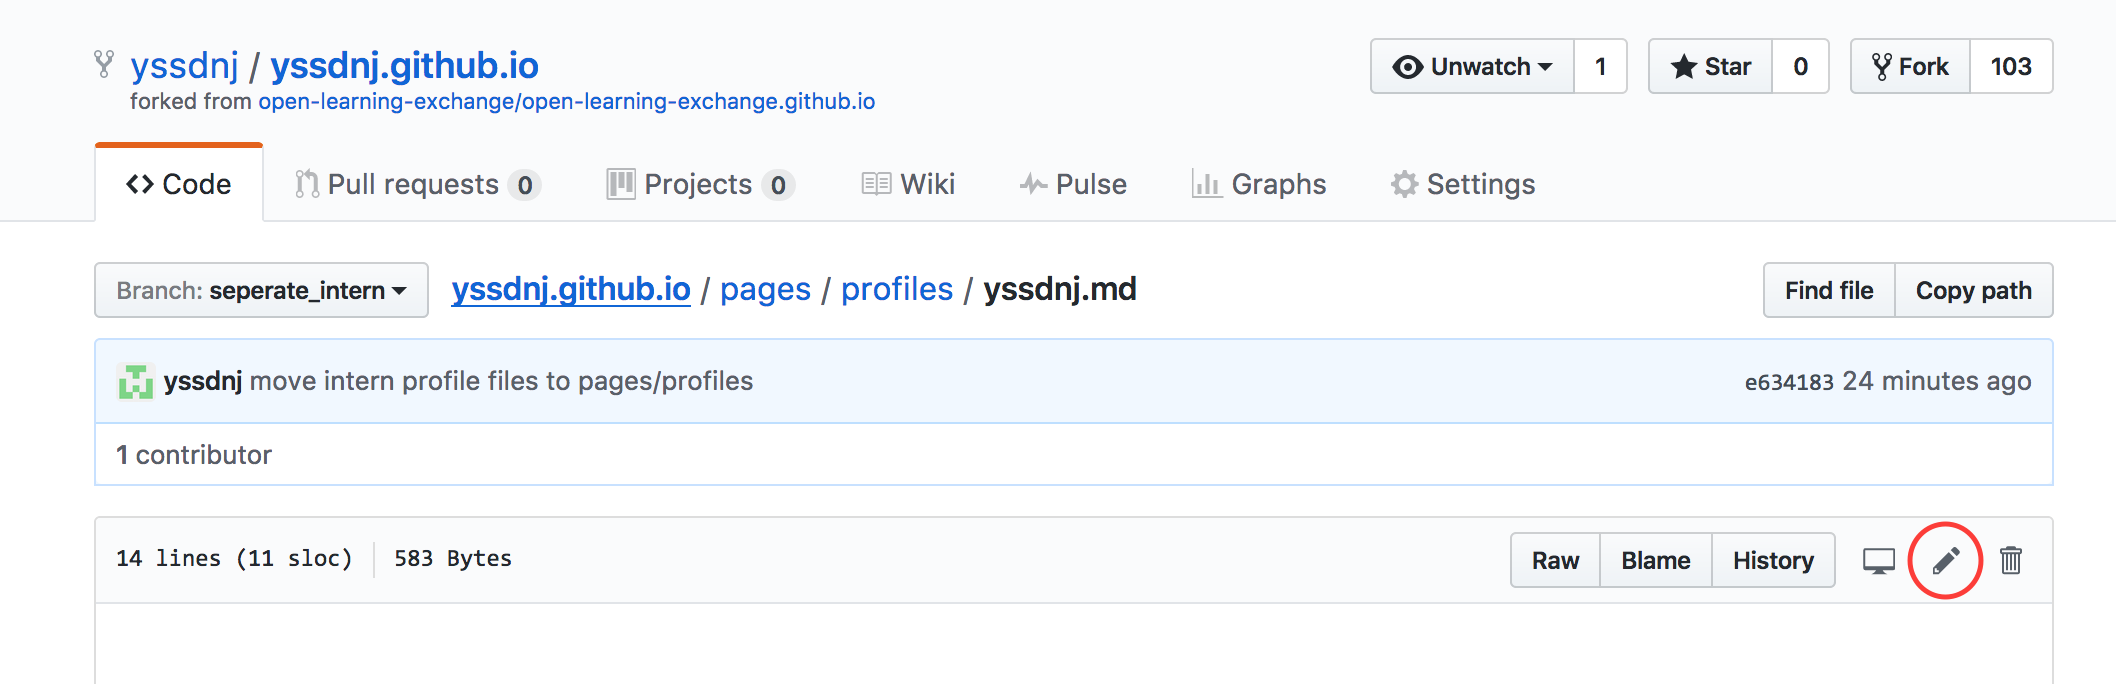 yssdnj / yssdnj.github.io
forked from open-learning-exchange/open-learning-exchange.github.io
Unwatch 1 Star 0 Fork 103
Code Pull requests 0 Projects 0 Wiki Pulse Graphs Settings
Branch: seperate_intern yssdnj.github.io / pages / profiles / yssdnj.md Find file Copy path
yssdnj move intern profile files to pages/profiles e634183 24 minutes ago
1 contributor
14 lines (11 sloc) 583 Bytes Raw Blame History